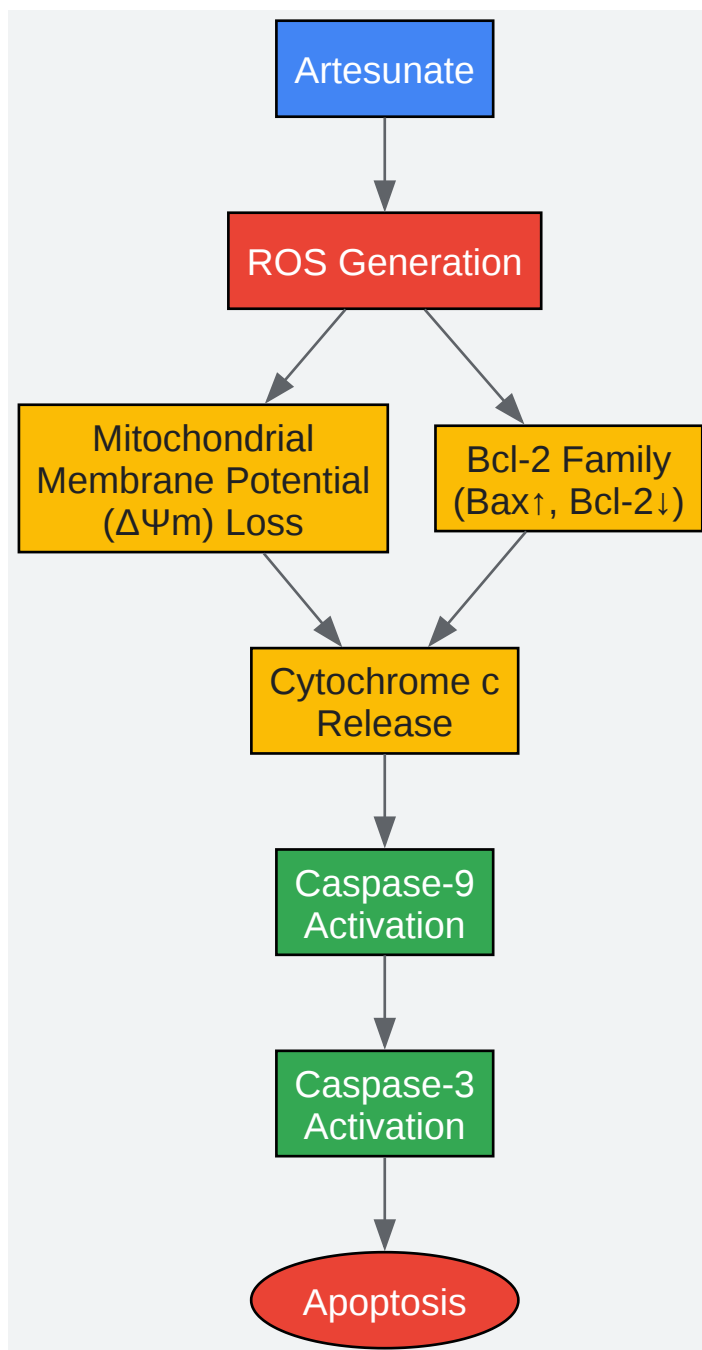 Artesunate
ROS Generation
Mitochondrial
Membrane Potential
(ΔΨm) Loss
Bcl-2 Family
(Bax↑, Bcl-2↓)
Cytochrome c
Release
Caspase-9
Activation
Caspase-3
Activation
Apoptosis